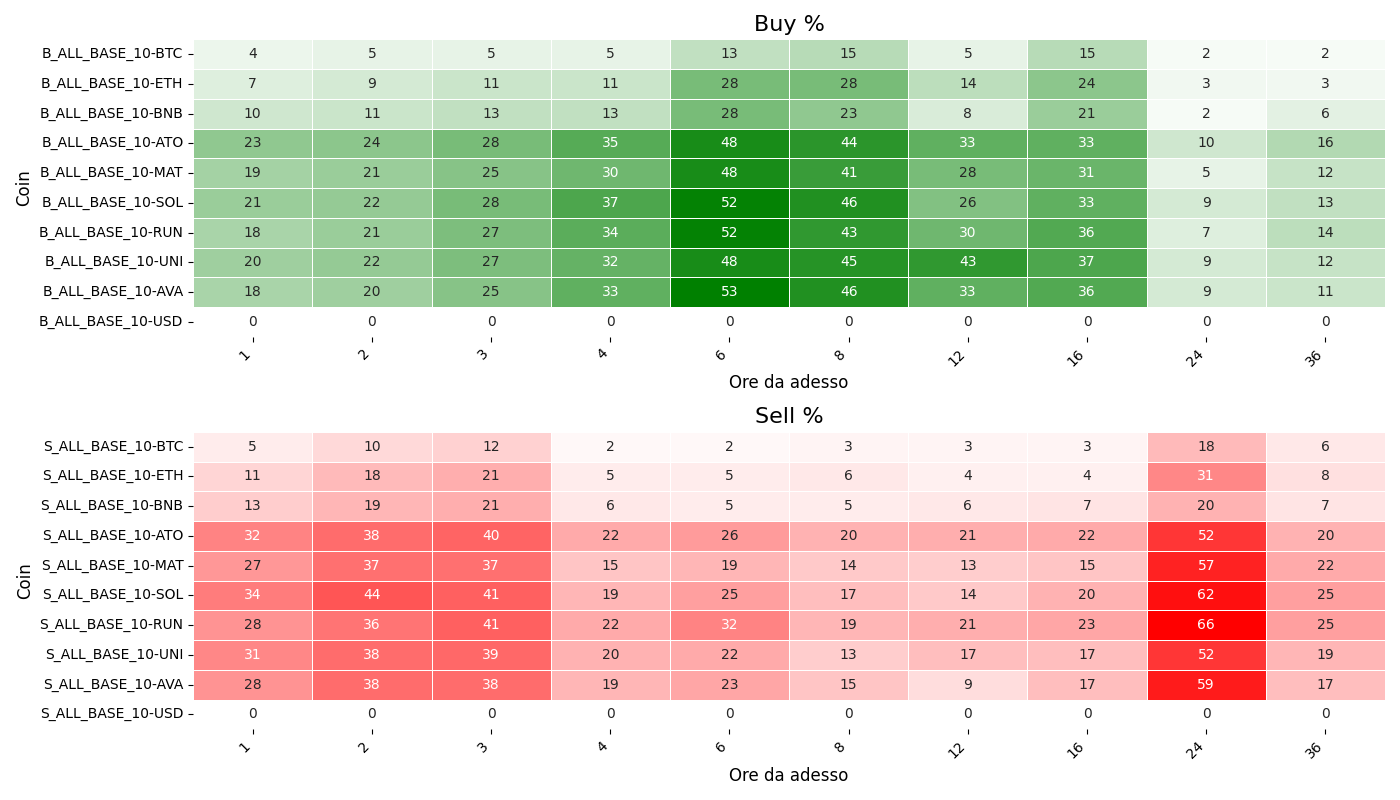 Buy %
Coin
B_ALL_BASE_10-BTC 4 5 5 5 13 15 5 15 2 2
B_ALL_BASE_10-ETH 7 9 11 11 28 28 14 24 3 3
B_ALL_BASE_10-BNB 10 11 13 13 28 23 8 21 2 6
B_ALL_BASE_10-ATO 23 24 28 35 48 44 33 33 10 16
B_ALL_BASE_10-MAT 19 21 25 30 48 41 28 31 5 12
B_ALL_BASE_10-SOL 21 22 28 37 52 46 26 33 9 13
B_ALL_BASE_10-RUN 18 21 27 34 52 43 30 36 7 14
B_ALL_BASE_10-UNI 20 22 27 32 48 45 43 37 9 12
B_ALL_BASE_10-AVA 18 20 25 33 53 46 33 36 9 11
B_ALL_BASE_10-USD 0 0 0 0 0 0 0 0 0 0
1 2 3 4 6 8 12 16 24 36
Ore da adesso
Sell %
Coin
S_ALL_BASE_10-BTC 5 10 12 2 2 3 3 3 18 6
S_ALL_BASE_10-ETH 11 18 21 5 5 6 4 4 31 8
S_ALL_BASE_10-BNB 13 19 21 6 5 5 6 7 20 7
S_ALL_BASE_10-ATO 32 38 40 22 26 20 21 22 52 20
S_ALL_BASE_10-MAT 27 37 37 15 19 14 13 15 57 22
S_ALL_BASE_10-SOL 34 44 41 19 25 17 14 20 62 25
S_ALL_BASE_10-RUN 28 36 41 22 32 19 21 23 66 25
S_ALL_BASE_10-UNI 31 38 39 20 22 13 17 17 52 19
S_ALL_BASE_10-AVA 28 38 38 19 23 15 9 17 59 17
S_ALL_BASE_10-USD 0 0 0 0 0 0 0 0 0 0
1 2 3 4 6 8 12 16 24 36
Ore da adesso